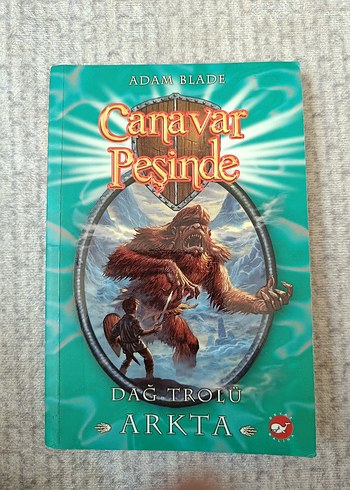 ADAM BLADE
Canavar
Peşinde
DAĞ TROLÜ
ARKTA